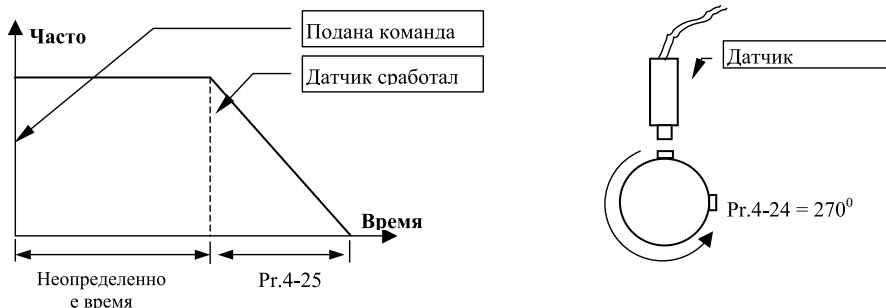 Часто
Подана команда
Датчик сработал
Время
Неопределенно
е время
Pr.4-25
Датчик
Pr.4-24 = 270⁰